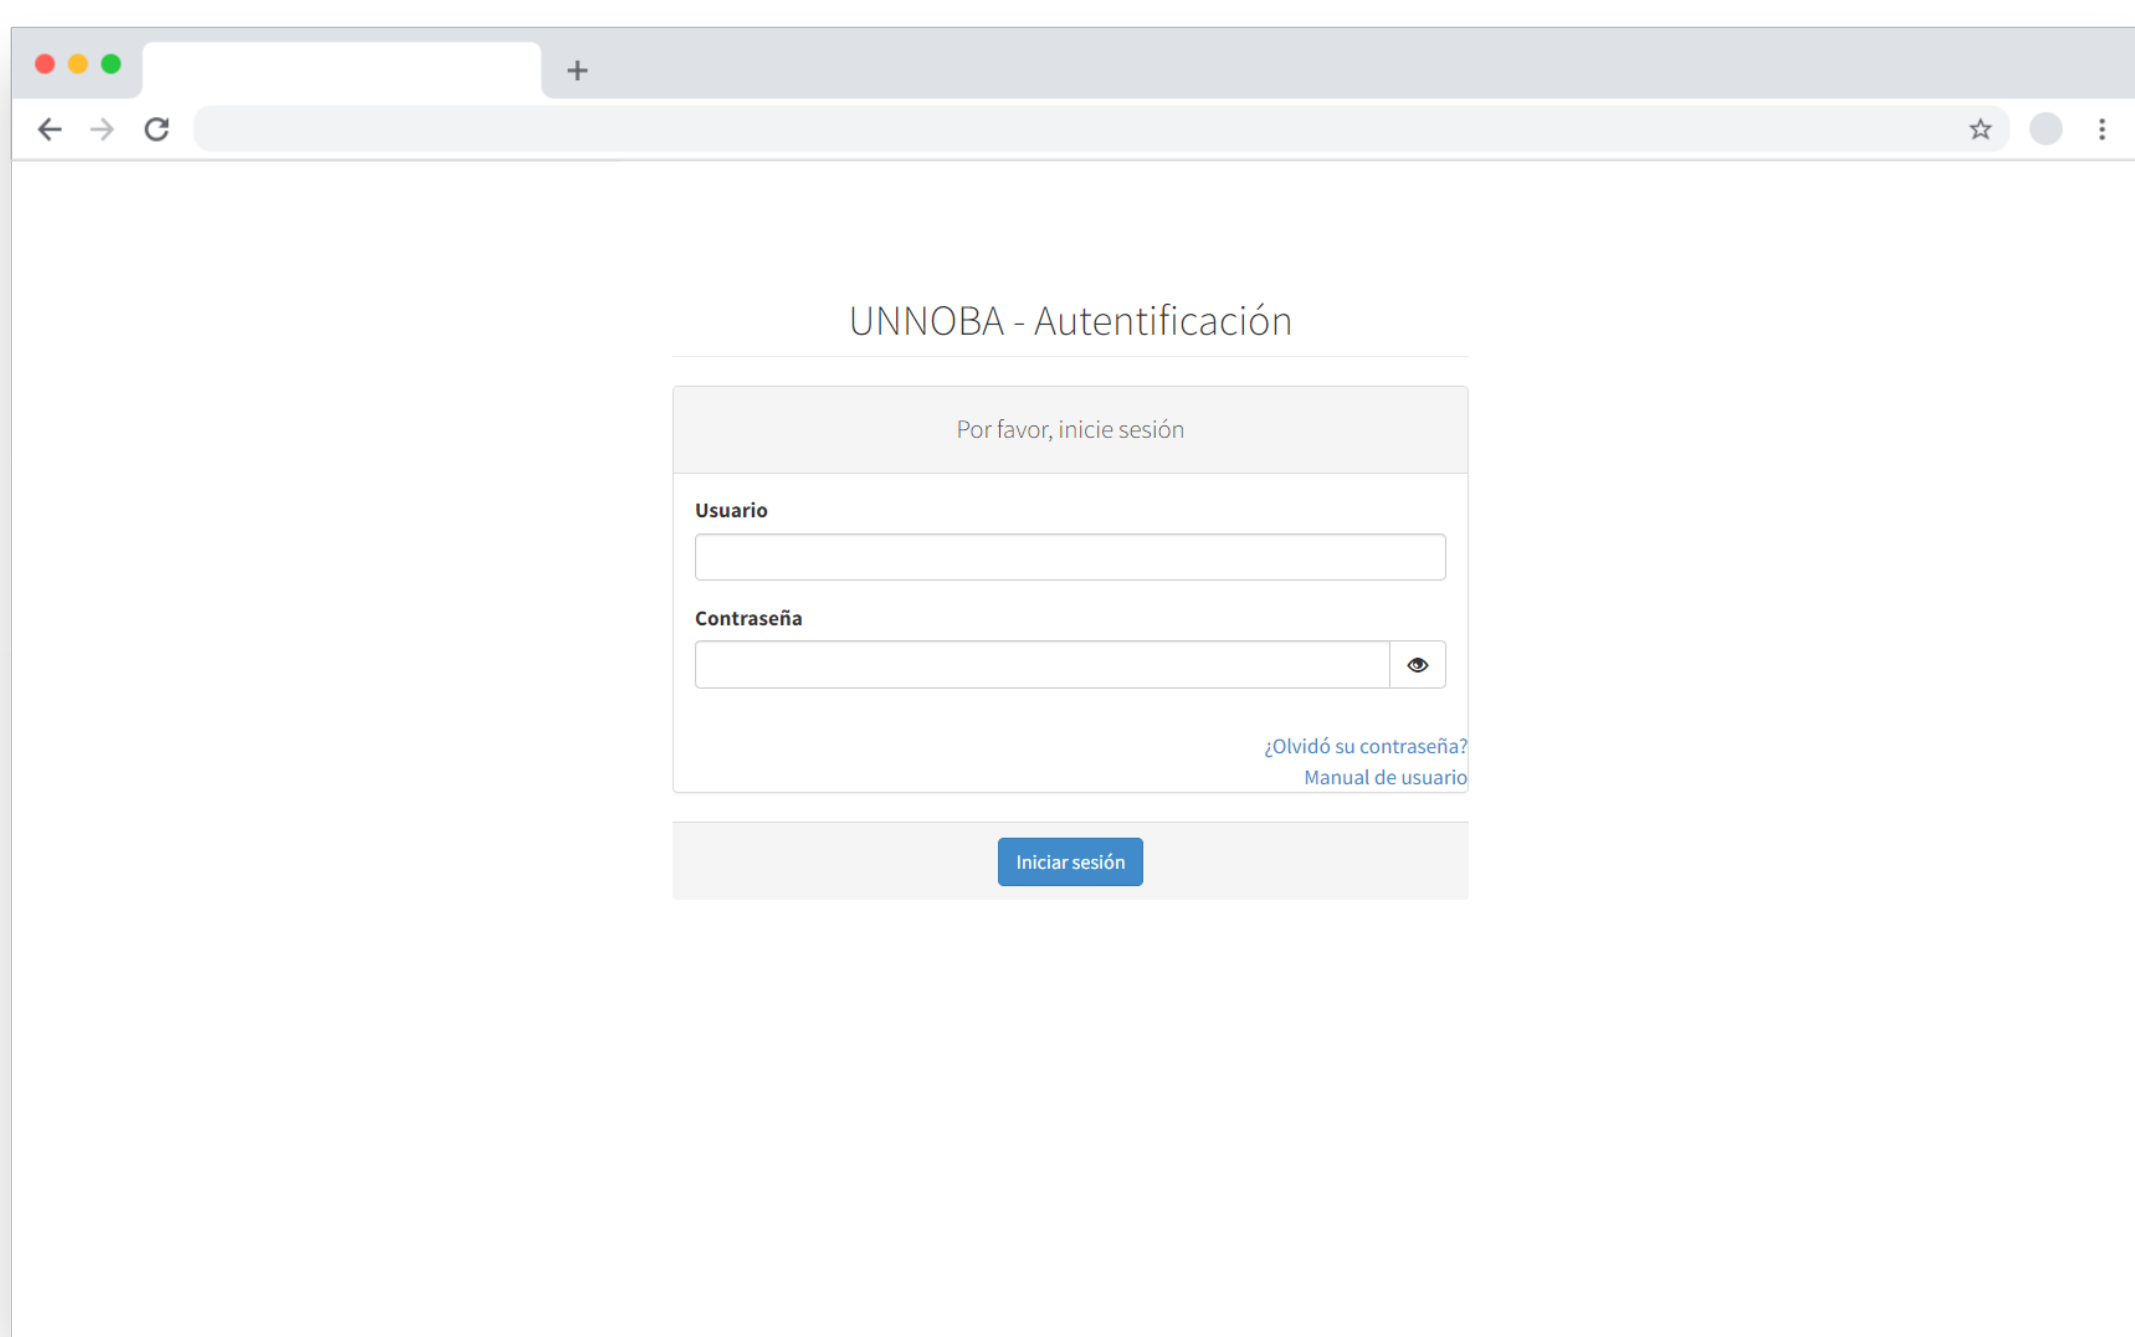 UNNOBA - Autentificación
Por favor, inicie sesión
Usuario
Contraseña
¿Olvidó su contraseña?
Manual de usuario
Iniciar sesión